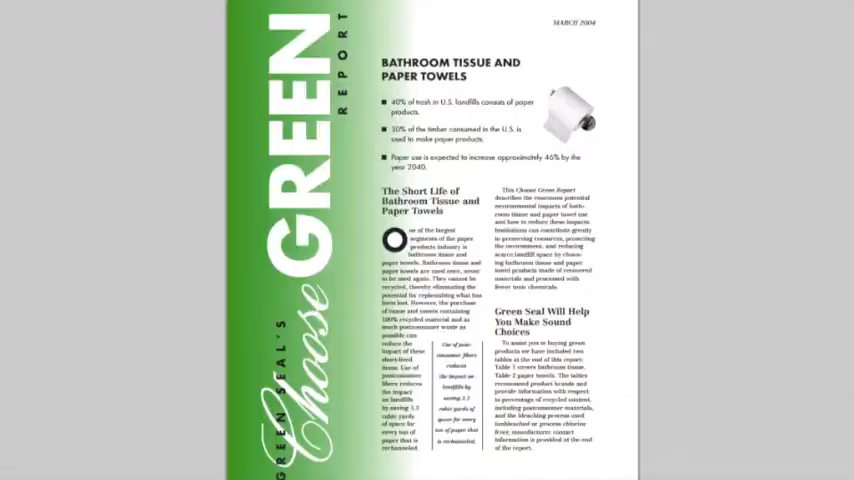 GREEN SEAL'S
Choose GREEN
REPORT
MARCH 2004
BATHROOM TISSUE AND
PAPER TOWELS
■ 40% of trash in U.S. landfills consists of paper
products.
■ 30% of the timber consumed in the U.S. is
used to make paper products.
■ Paper use is expected to increase approximately 46% by the
year 2040.
The Short Life of
Bathroom Tissue and
Paper Towels
One of the largest
segments of the paper
products industry is
bathroom tissue and
paper towels. Bathroom tissue and
paper towels are used once, never
to be used again. They cannot be
recycled, thereby eliminating the
potential for replenishing what has
been lost. However, the purchase
of tissue and towels containing
100% recycled material and as
much postconsumer waste as
possible can
reduce the
impact of these
short-lived
items. Use of
postconsumer
fibers reduces
the impact
on landfills
by saving 3.3
cubic yards
of space for
every ton of
paper that is
rechanneled.
Use of post-
consumer fibers
reduces
the impact on
landfills by
saving 3.3
cubic yards of
space for every
ton of paper that
is rechanneled.
This Choose Green Report
describes the enormous potential
environmental impacts of bath-
room tissue and paper towel use
and how to reduce these impacts.
Institutions can contribute greatly
to preserving resources, protecting
the environment, and reducing
scarce landfill space by choos-
ing bathroom tissue and paper
towel products made of recovered
materials and processed with
fewer toxic chemicals.
Green Seal Will Help
You Make Sound
Choices
To assist you in buying green
products we have included two
tables at the end of this report.
Table 1 covers bathroom tissue,
Table 2 paper towels. The tables
recommend product brands and
provide information with respect
to percentage of recycled content,
including postconsumer materials,
and the bleaching process used
(unbleached or process chlorine
free); manufacturer contact
information is provided at the end
of the report.